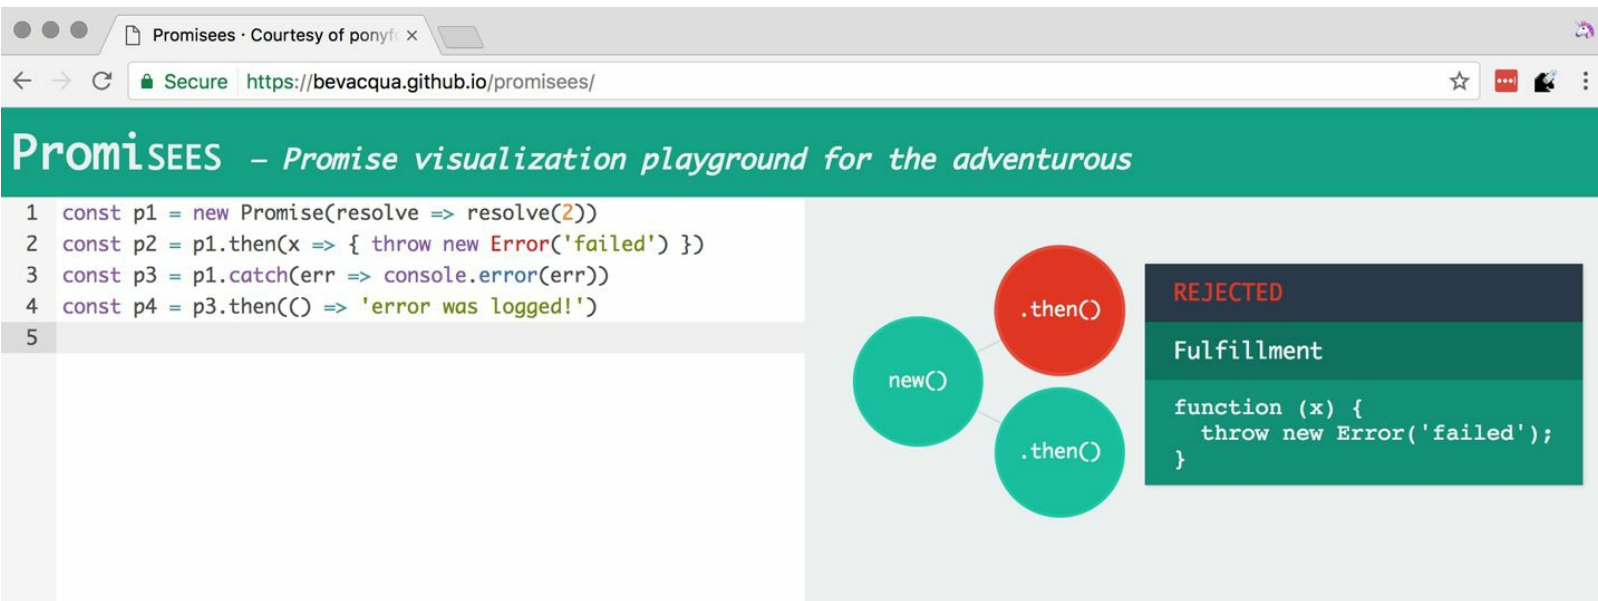 Promisees · Courtesy of ponyf
Secure https://bevacqua.github.io/promisees/
PromiSEES – Promise visualization playground for the adventurous
1 const p1 = new Promise(resolve => resolve(2))
2 const p2 = p1.then(x => { throw new Error('failed') })
3 const p3 = p1.catch(err => console.error(err))
4 const p4 = p3.then(() => 'error was logged!')
5
new()
.then()
.then()
REJECTED
Fulfillment
function (x) {
throw new Error('failed');
}